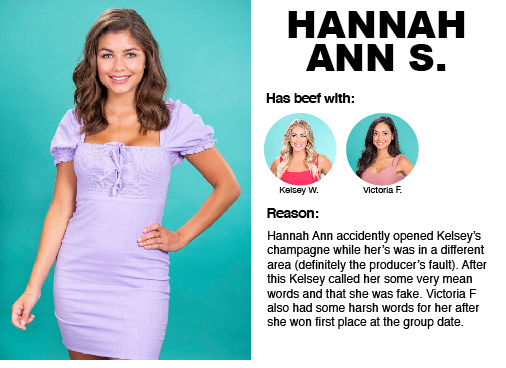 HANNAH
ANN S.
Has beef with:
Kelsey W.
Victoria F.
Reason:
Hannah Ann accidently opened Kelsey's
champagne while her's was in a different
area (definitely the producer's fault). After
this Kelsey called her some very mean
words and that she was fake. Victoria F
also had some harsh words for her after
she won first place at the group date.